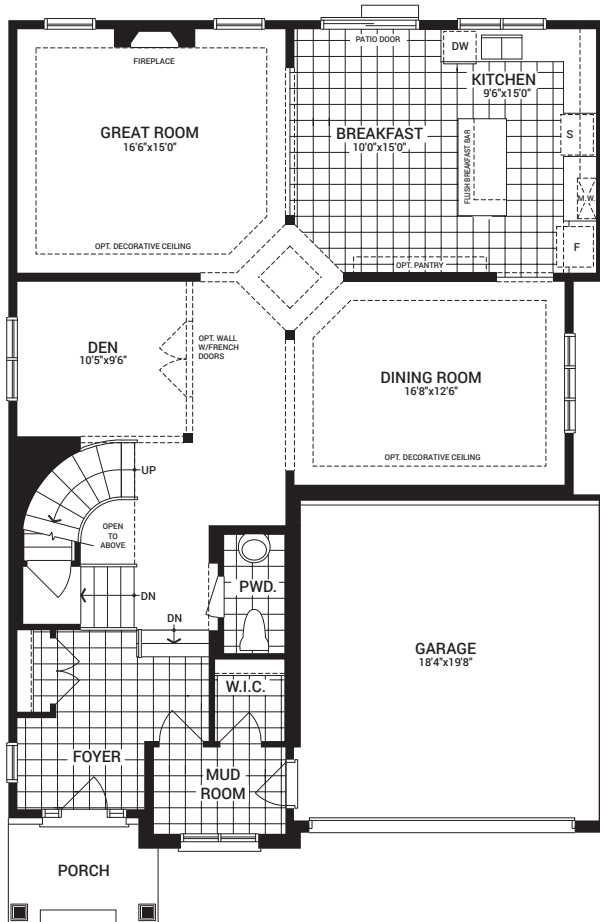 PATIO DOOR
DW
FIREPLACE
KITCHEN
9'6"x15'0"
GREAT ROOM
16'6"x15'0"
BREAKFAST
10'0"x15'0"
S
FLUSH BREAKFAST BAR
M.W.
F
OPT. DECORATIVE CEILING
OPT. PANTRY
DEN
10'5"x9'6"
OPT. WALL
W/FRENCH
DOORS
DINING ROOM
16'8"x12'6"
OPT. DECORATIVE CEILING
UP
OPEN
TO
ABOVE
DN
PWD.
DN
GARAGE
18'4"x19'8"
W.I.C.
FOYER
MUD
ROOM
PORCH